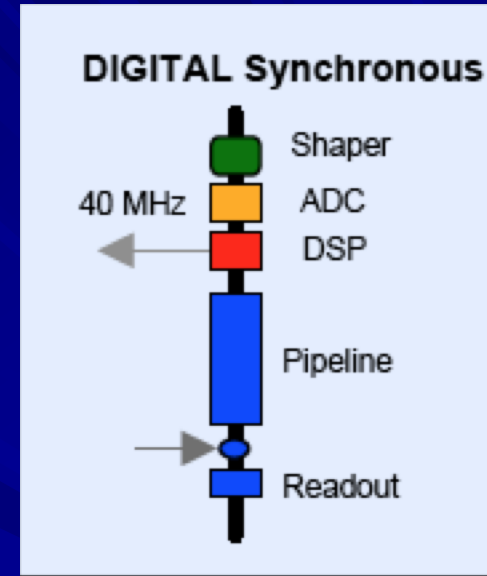 DIGITAL Synchronous
Shaper
40 MHz ADC
DSP
Pipeline
Readout